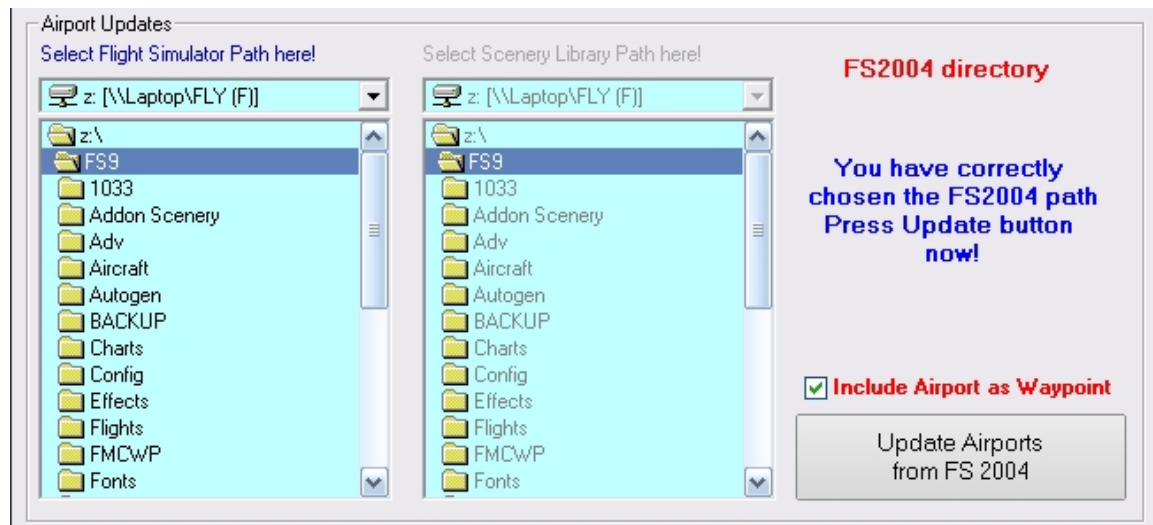 Airport Updates
Select Flight Simulator Path here!
z: [\\Laptop\FLY (F)]
z:\
FS9
1033
Addon Scenery
Adv
Aircraft
Autogen
BACKUP
Charts
Config
Effects
Flights
FMCWP
Fonts
Select Scenery Library Path here!
z: [\\Laptop\FLY (F)]
z:\
FS9
1033
Addon Scenery
Adv
Aircraft
Autogen
BACKUP
Charts
Config
Effects
Flights
FMCWP
Fonts
FS2004 directory
You have correctly
chosen the FS2004 path
Press Update button
now!
Include Airport as Waypoint
Update Airports
from FS 2004